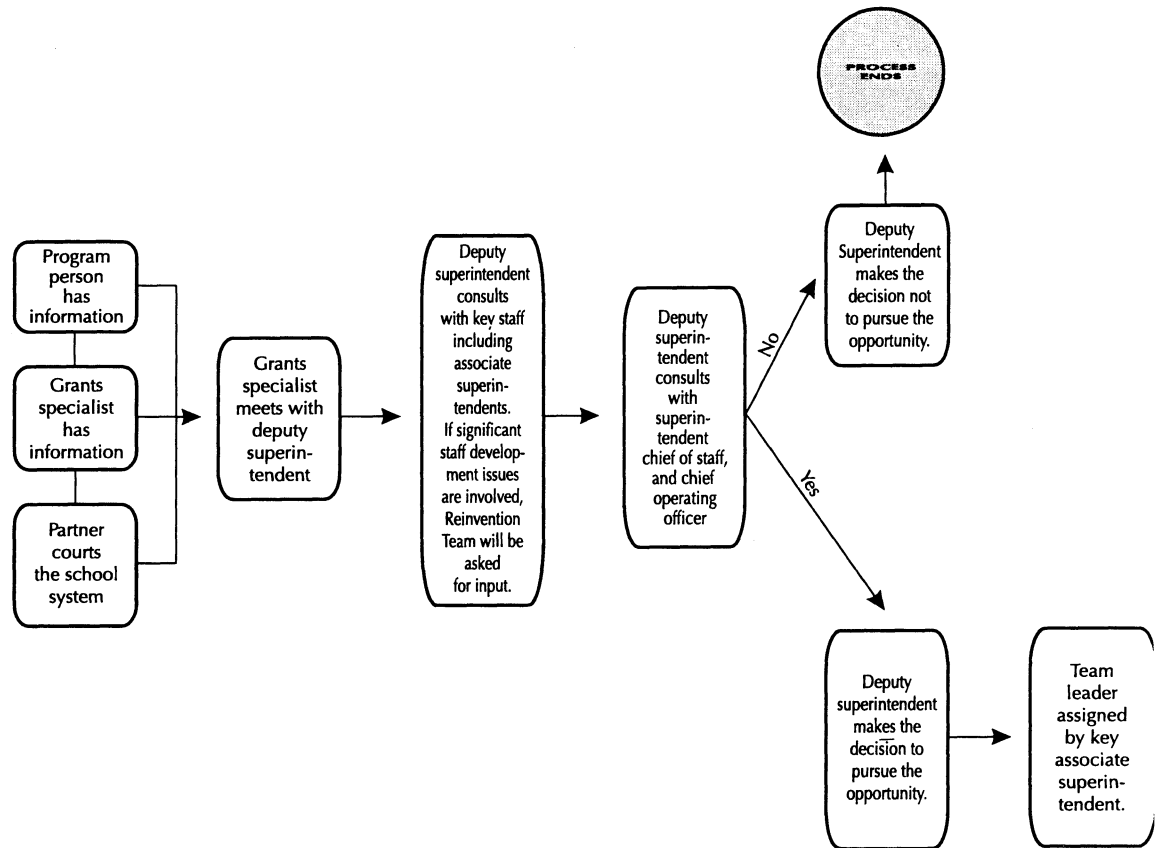 Program
person
has
information
Grants
specialist
has
information
Partner
courts
the school
system
Grants
specialist
meets with
deputy
superin-
tendent
Deputy
superintendent
consults
with key staff
including
associate
superin-
tendents.
If significant
staff develop-
ment issues
are involved,
Reinvention
Team will be
asked
for input.
Deputy
superin-
tendent
consults
with
superin-
tendent
chief of staff,
and chief
operating
officer
No
Deputy
Superintendent
makes the
decision not
to pursue the
opportunity.
PROCESS
ENDS
Yes
Deputy
superintendent
makes the
decision to
pursue the
opportunity.
Team
leader
assigned
by key
associate
superin-
tendent.